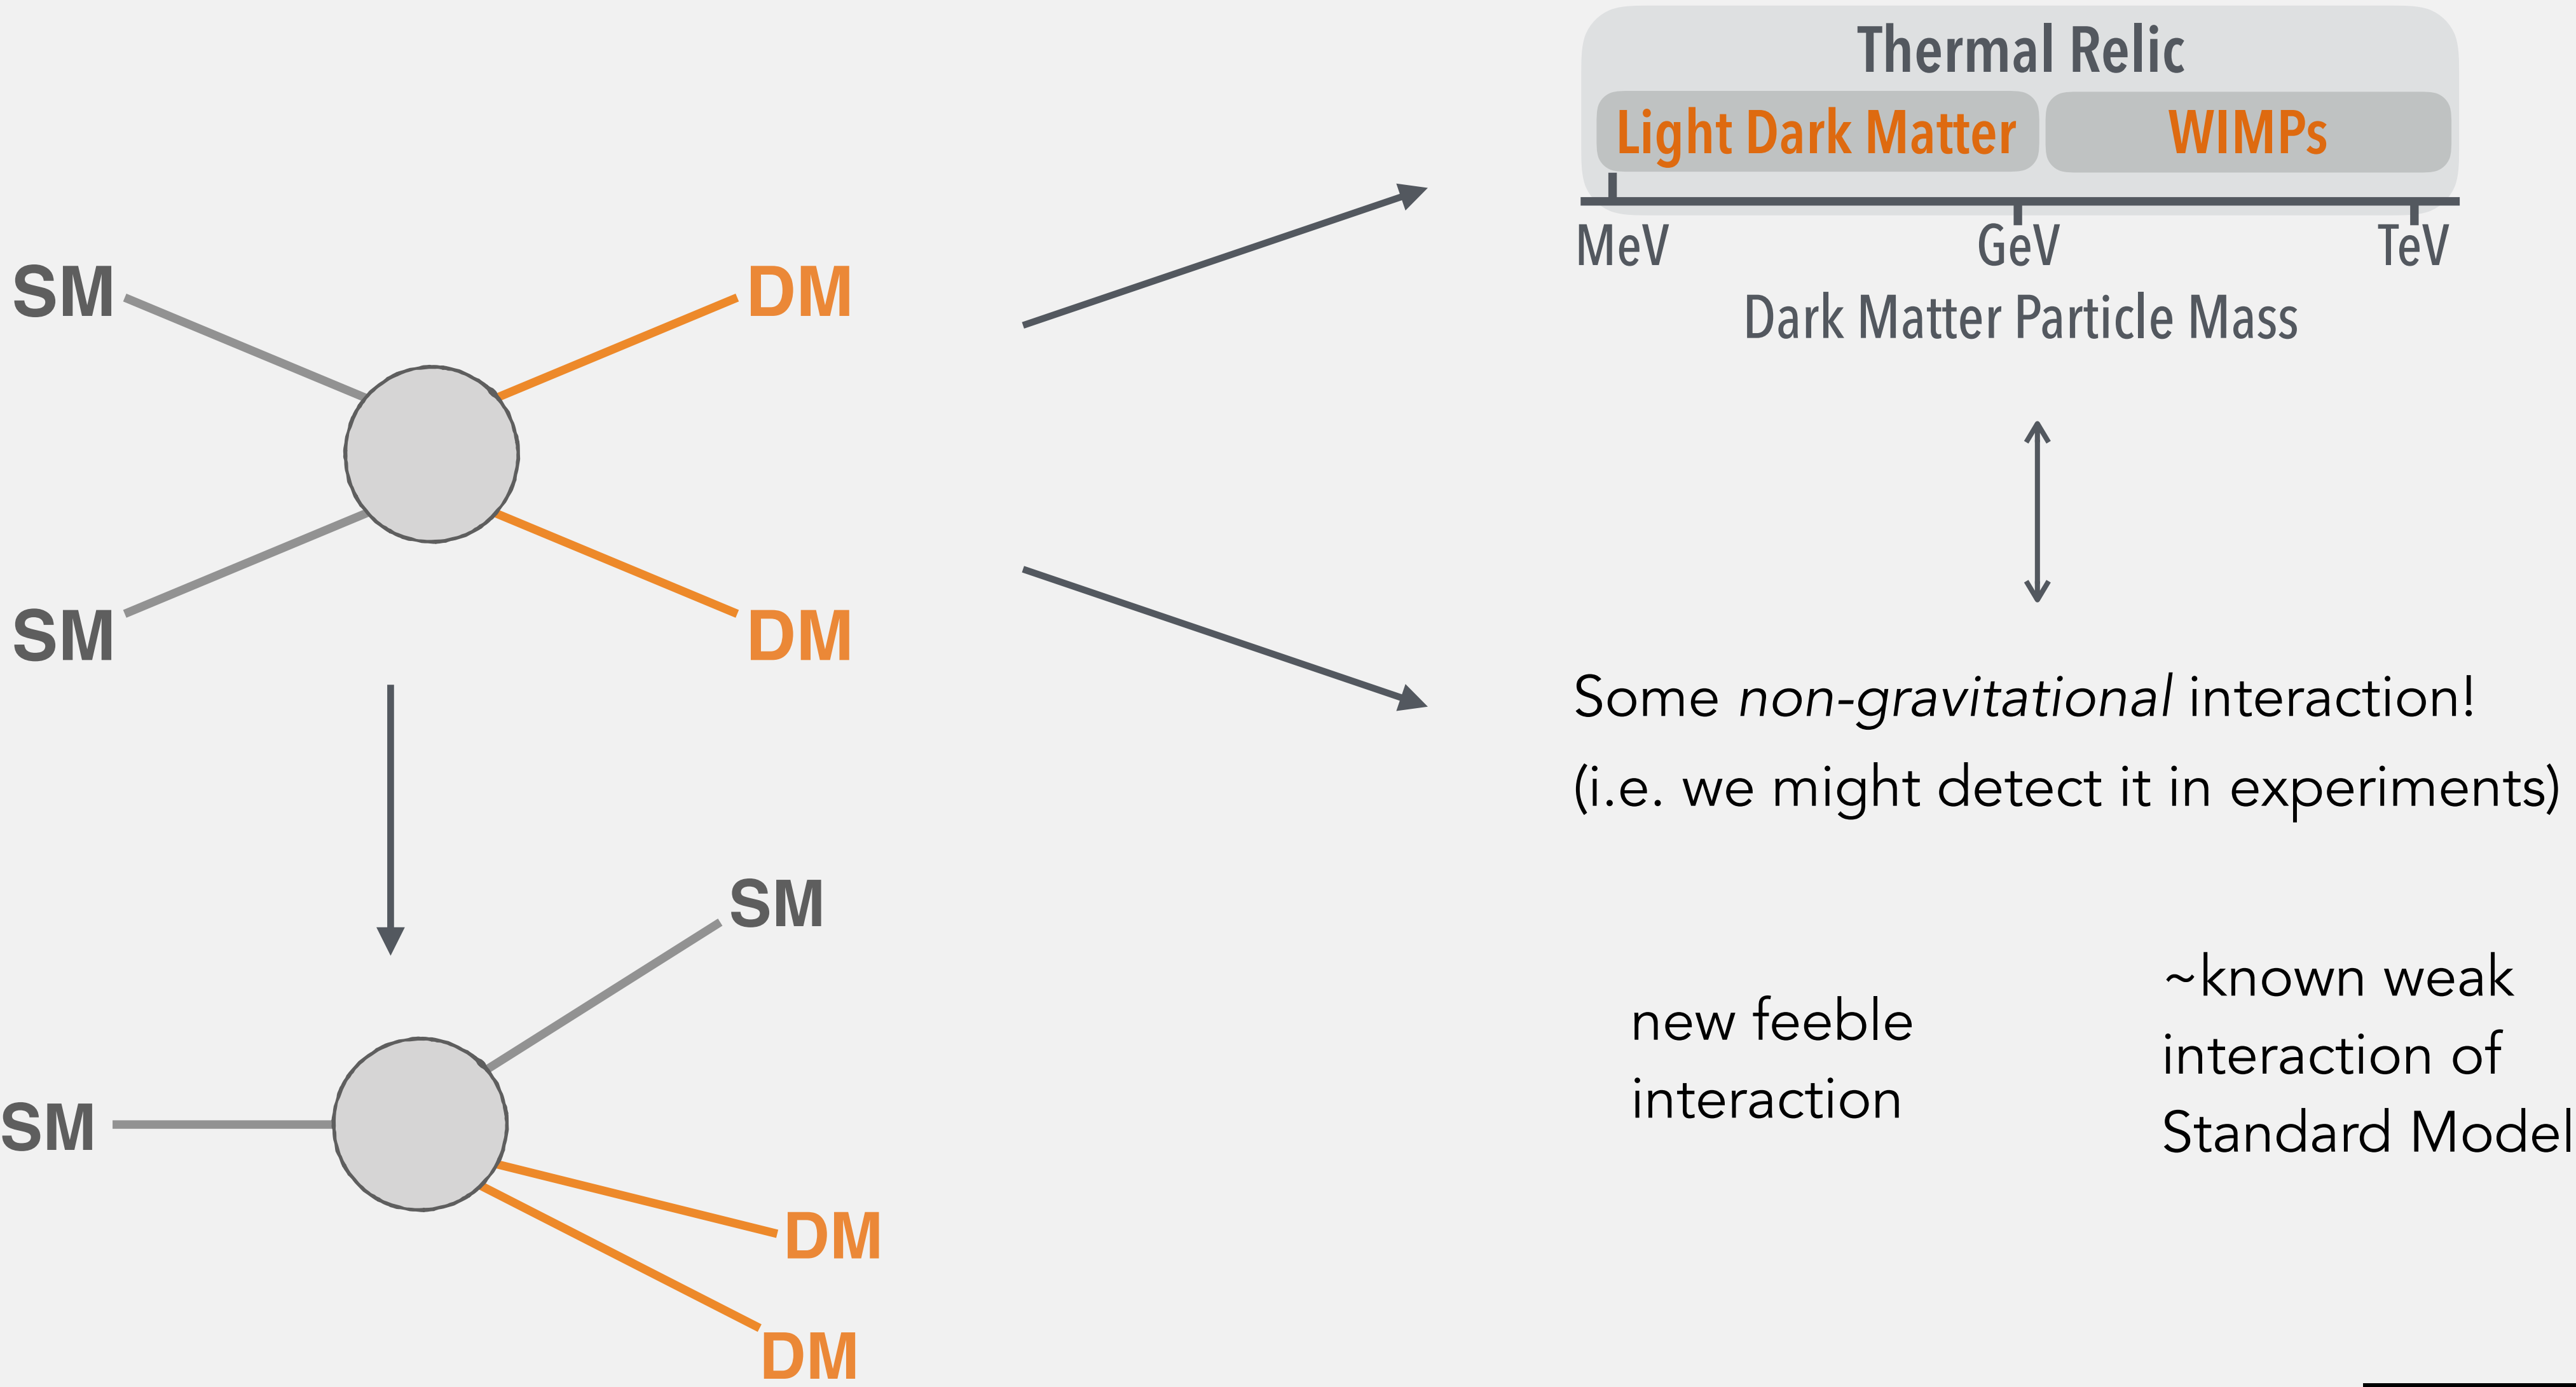 Thermal Relic
Light Dark Matter
WIMPs
MeV
GeV
TeV
Dark Matter Particle Mass
SM
DM
SM
DM
Some non-gravitational interaction!
(i.e. we might detect it in experiments)
SM
SM
DM
DM
new feeble
interaction
~known weak
interaction of
Standard Model